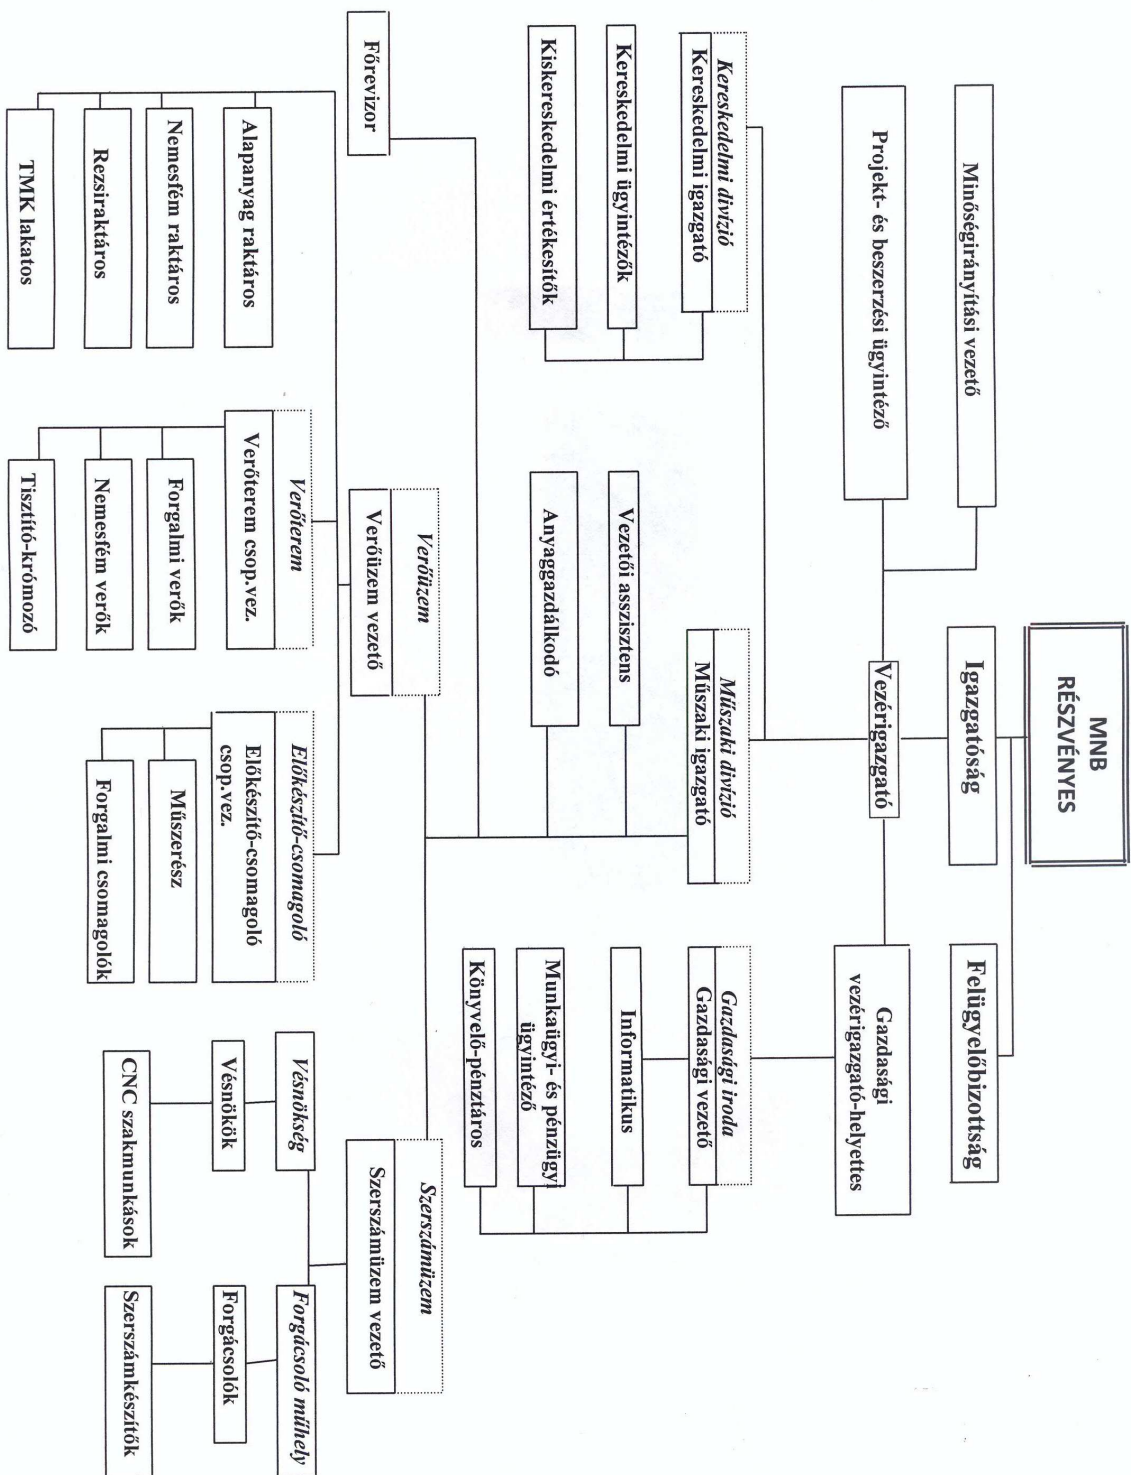 MNB
RÉSZVÉNYES
Igazgatóság
Felügyelőbizottság
Minőségirányítási vezető
Projekt- és beszerzési ügyintéző
Vezérigazgató
Gazdasági
vezérigazgató-helyettes
Kereskedelmi divízió
Kereskedelmi igazgató
Kereskedelmi ügyintézők
Kiskereskedelmi értékesítők
Műszaki divízió
Műszaki igazgató
Vezetői asszisztens
Anyaggazdálkodó
Gazdasági iroda
Gazdasági vezető
Informatikus
Munkaügyi- és pénzügyi
ügyintéző
Könyvelő-pénztáros
Főrevizor
Verőüzem
Verőüzem vezető
Szerszámüzem
Szerszámüzem vezető
Alapanyag raktáros
Nemesfém raktáros
Rezsiraktáros
TMK lakatos
Verőterem
Verőterem csop.vez.
Forgalmi verők
Nemesfém verők
Tisztító-krómozó
Előkészítő-csomagoló
Előkészítő-csomagoló
csop.vez.
Műszerész
Forgalmi csomagolók
Vésnökség
Vésnökök
CNC szakmunkások
Forgácsoló műhely
Forgácsolók
Szerszámkészítők